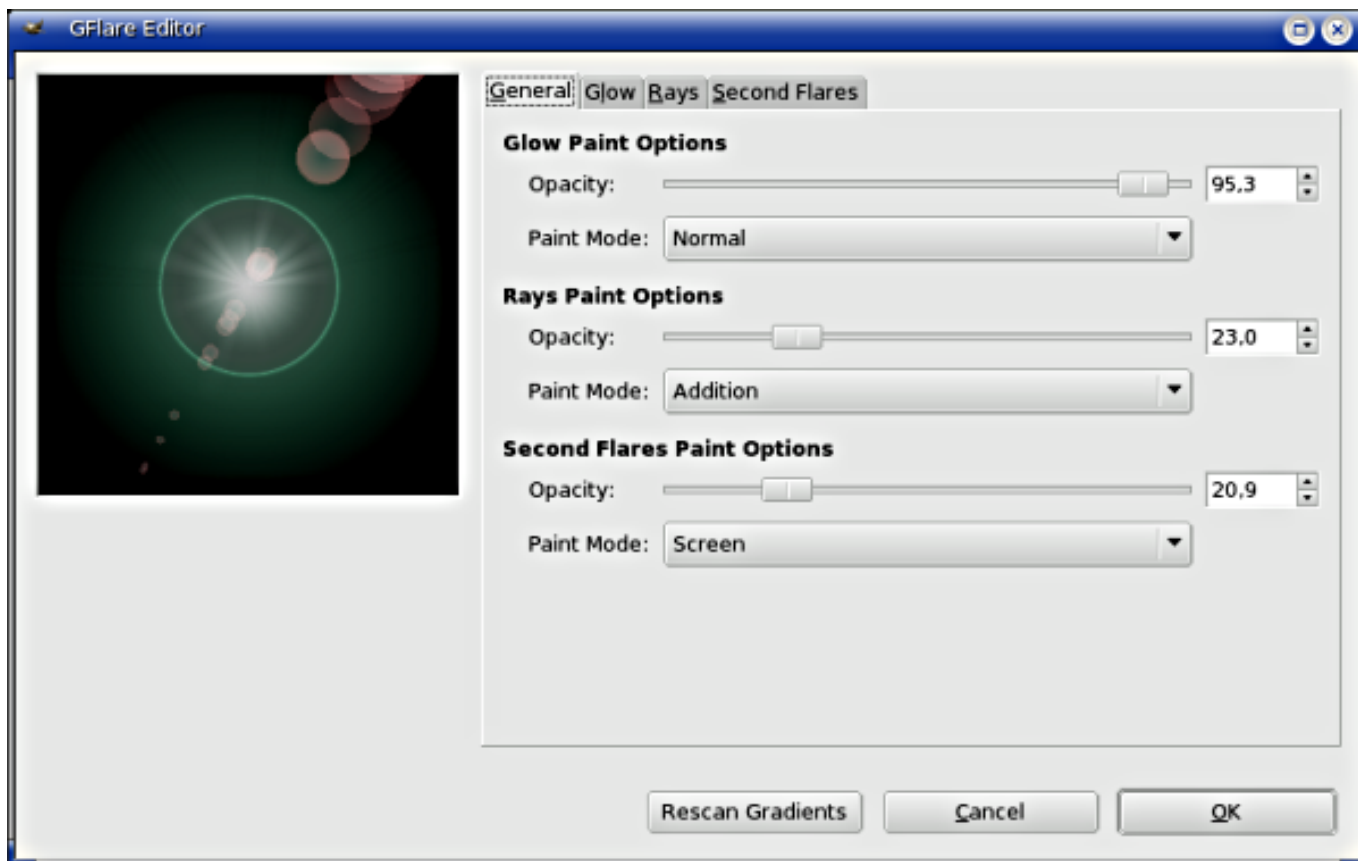 GFlare Editor
General Glow Rays Second Flares
Glow Paint Options
Opacity: 95,3
Paint Mode: Normal
Rays Paint Options
Opacity: 23,0
Paint Mode: Addition
Second Flares Paint Options
Opacity: 20,9
Paint Mode: Screen
Rescan Gradients Cancel OK